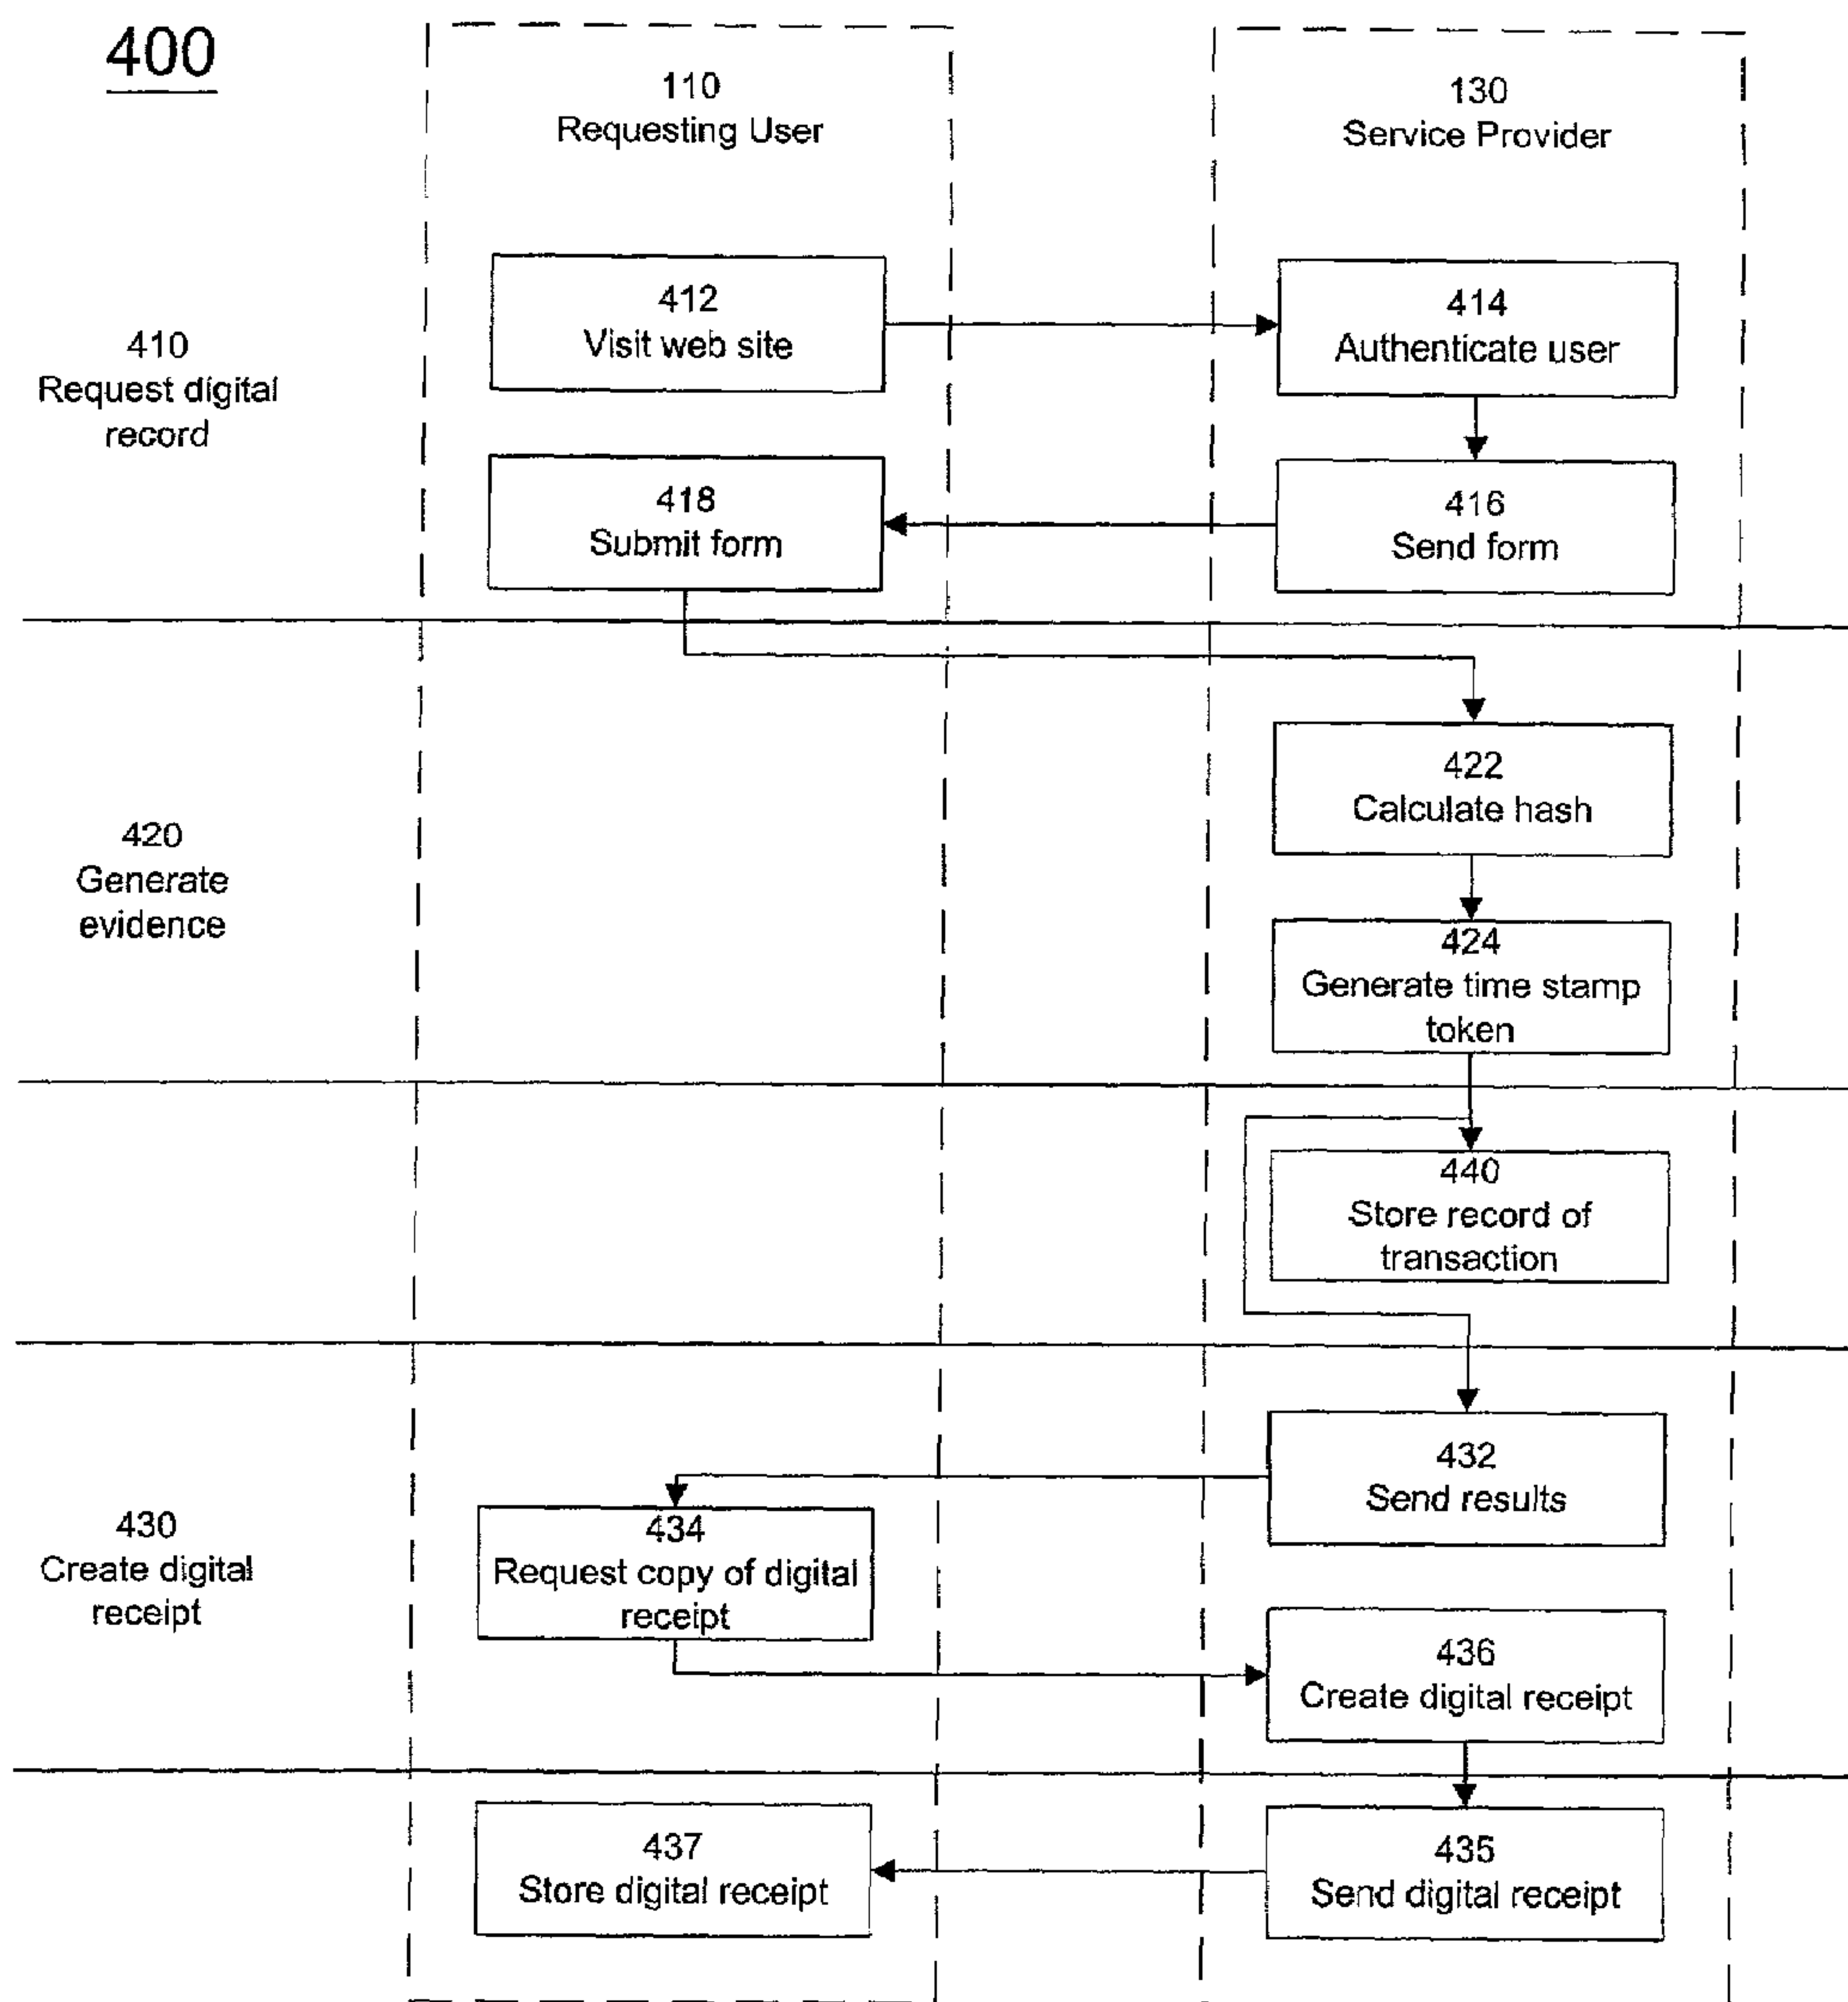 400
110
Requesting User
130
Service Provider
410
Request digital
record
412
Visit web site
414
Authenticate user
418
Submit form
416
Send form
420
Generate
evidence
422
Calculate hash
424
Generate time stamp
token
440
Store record of
transaction
430
Create digital
receipt
432
Send results
434
Request copy of digital
receipt
436
Create digital receipt
437
Store digital receipt
435
Send digital receipt